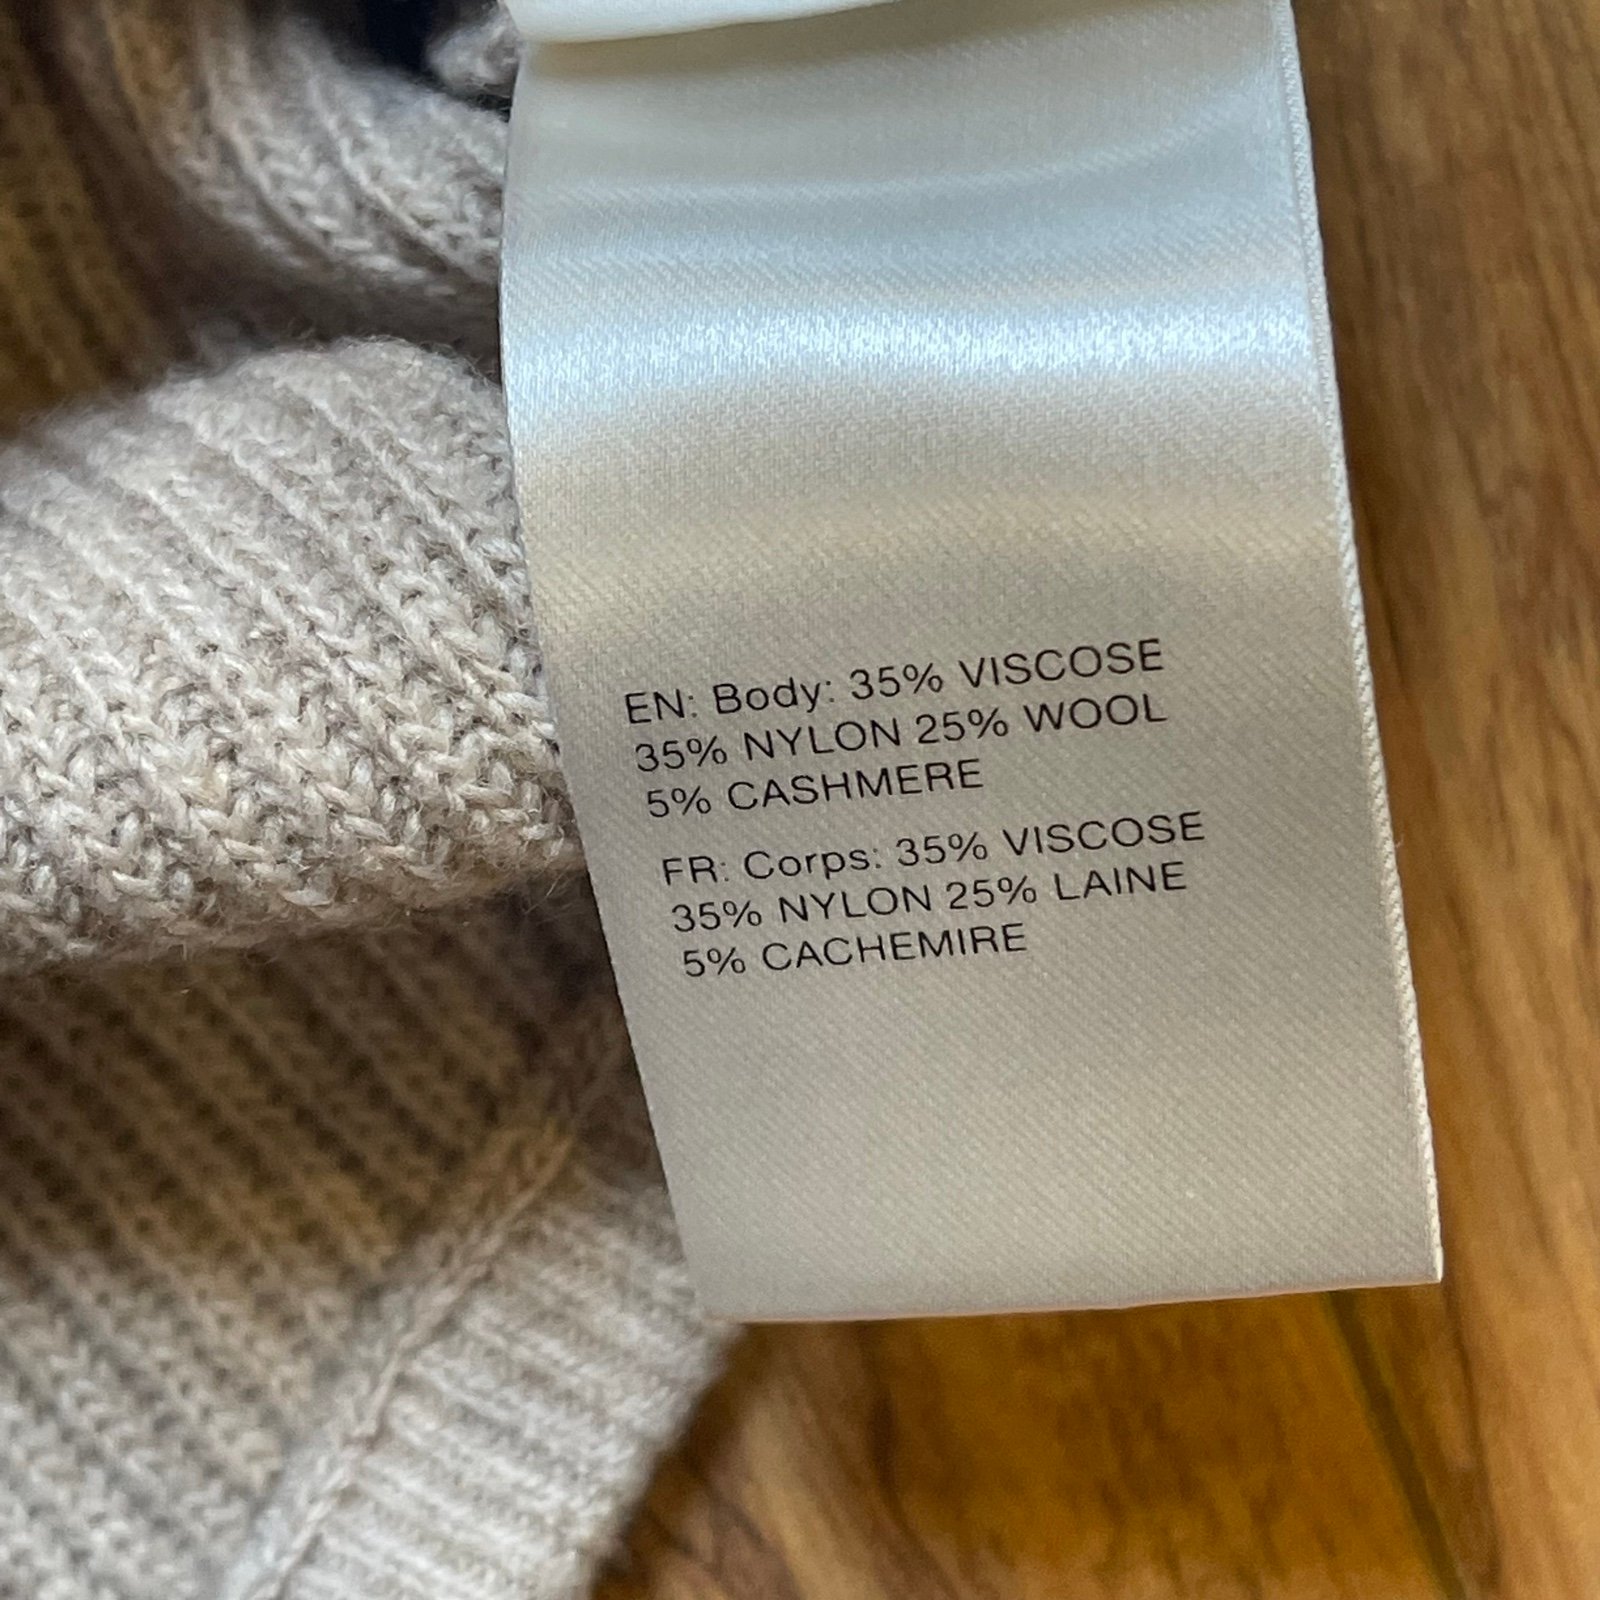 EN: Body: 35% VISCOSE
35% NYLON 25% WOOL
5% CASHMERE
FR: Corps: 35% VISCOSE
35% NYLON 25% LAINE
5% CACHEMIRE